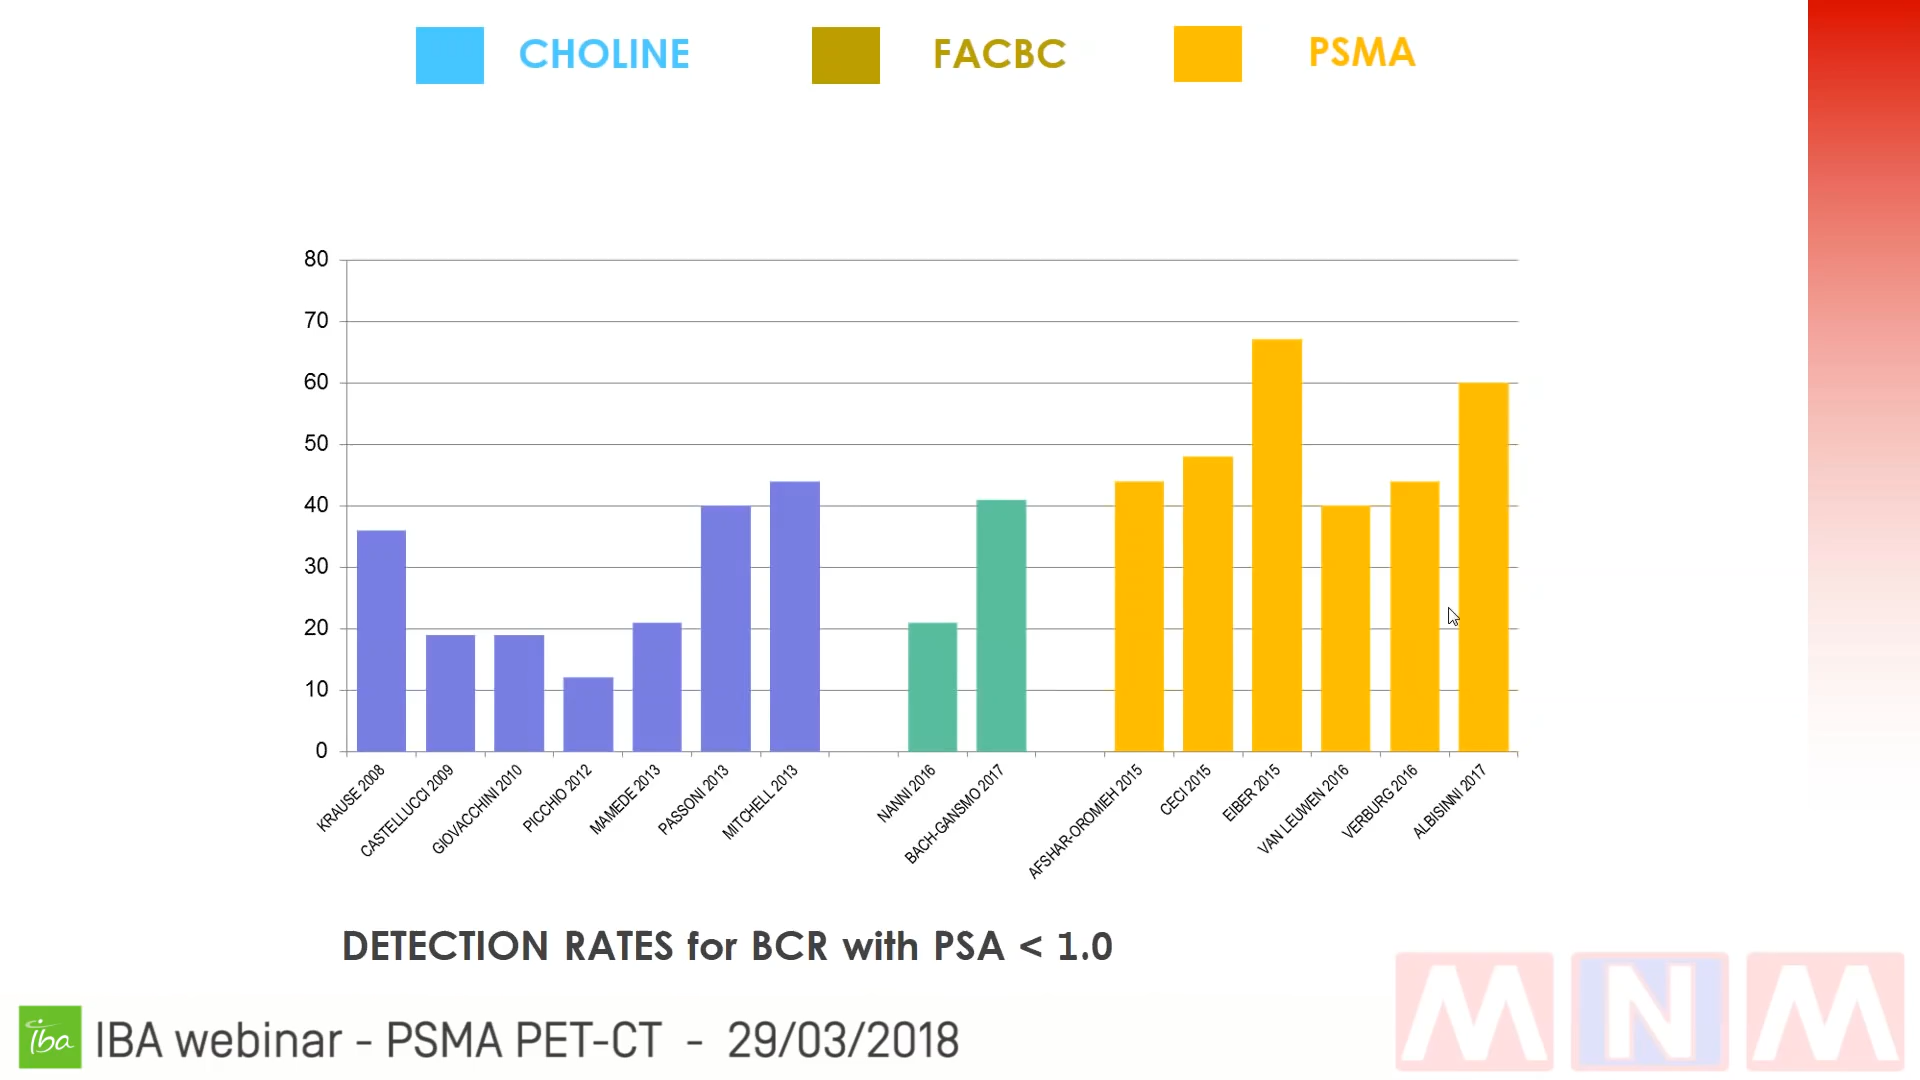 CHOLINE
FACBC
PSMA
80
70
60
50
40
30
20
10
0
KRAUSE 2008
CASTELLUCCI 2009
GIOVACCHINI 2010
PICCHIO 2012
MAMEDE 2013
PASSONI 2013
MITCHELL 2013
NANNI 2016
BACH-GANSMO 2017
AFSHAR-OROMIEH 2015
CECI 2015
EIBER 2015
VAN LEUWEN 2016
VERBURG 2016
ALBISINNI 2017
DETECTION RATES for BCR with PSA < 1.0
iba IBA webinar - PSMA PET-CT - 29/03/2018
M N M